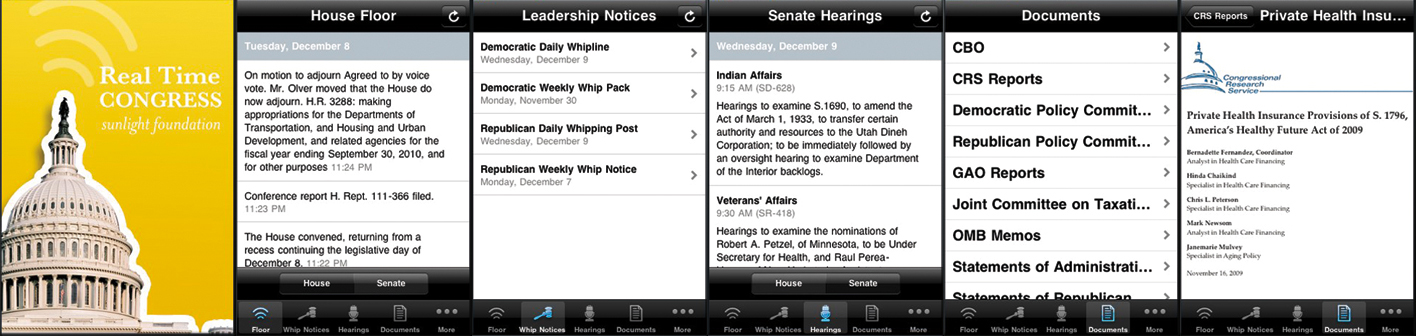 Real Time
CONGRESS
sunlight foundation
House Floor
Tuesday, December 8
On motion to adjourn Agreed to by voice
vote. Mr. Olver moved that the House do
now adjourn. H.R. 3288: making
appropriations for the Departments of
Transportation, and Housing and Urban
Development, and related agencies for the
fiscal year ending September 30, 2010, and
for other purposes 11:24 PM
Conference report H. Rept. 111-366 filed.
11:23 PM
The House convened, returning from a
recess continuing the legislative day of
December 8. 11:22 PM
House Senate
Floor Whip Notices Hearings Documents More
Leadership Notices
Democratic Daily Whipline
Wednesday, December 9
Democratic Weekly Whip Pack
Monday, November 30
Republican Daily Whipping Post
Wednesday, December 9
Republican Weekly Whip Notice
Monday, December 7
Floor Whip Notices Hearings Documents More
Senate Hearings
Wednesday, December 9
Indian Affairs
9:15 AM (SD-628)
Hearings to examine S.1690, to amend the
Act of March 1, 1933, to transfer certain
authority and resources to the Utah Dineh
Corporation; to be immediately followed by
an oversight hearing to examine Department
of the Interior backlogs.
Veterans' Affairs
9:30 AM (SR-418)
Hearings to examine the nominations of
Robert A. Petzel, of Minnesota, to be Under
Secretary for Health, and Raul Perea-
House Senate
Floor Whip Notices Hearings Documents More
Documents
CBO
CRS Reports
Democratic Policy Commit...
Republican Policy Commit...
GAO Reports
Joint Committee on Taxati...
OMB Memos
Statements of Administrati...
Statements of Republican
Floor Whip Notices Hearings Documents More
CRS Reports Private Health Insu...
Congressional
Research
Service
Private Health Insurance Provisions of S. 1796,
America's Healthy Future Act of 2009
Bernadette Fernandez, Coordinator
Analyst in Health Care Financing
Hinda Chaikind
Specialist in Health Care Financing
Chris L. Peterson
Specialist in Health Care Financing
Mark Newsom
Analyst in Health Care Financing
Janemarie Mulvey
Specialist in Aging Policy
November 16, 2009
Floor Whip Notices Hearings Documents More